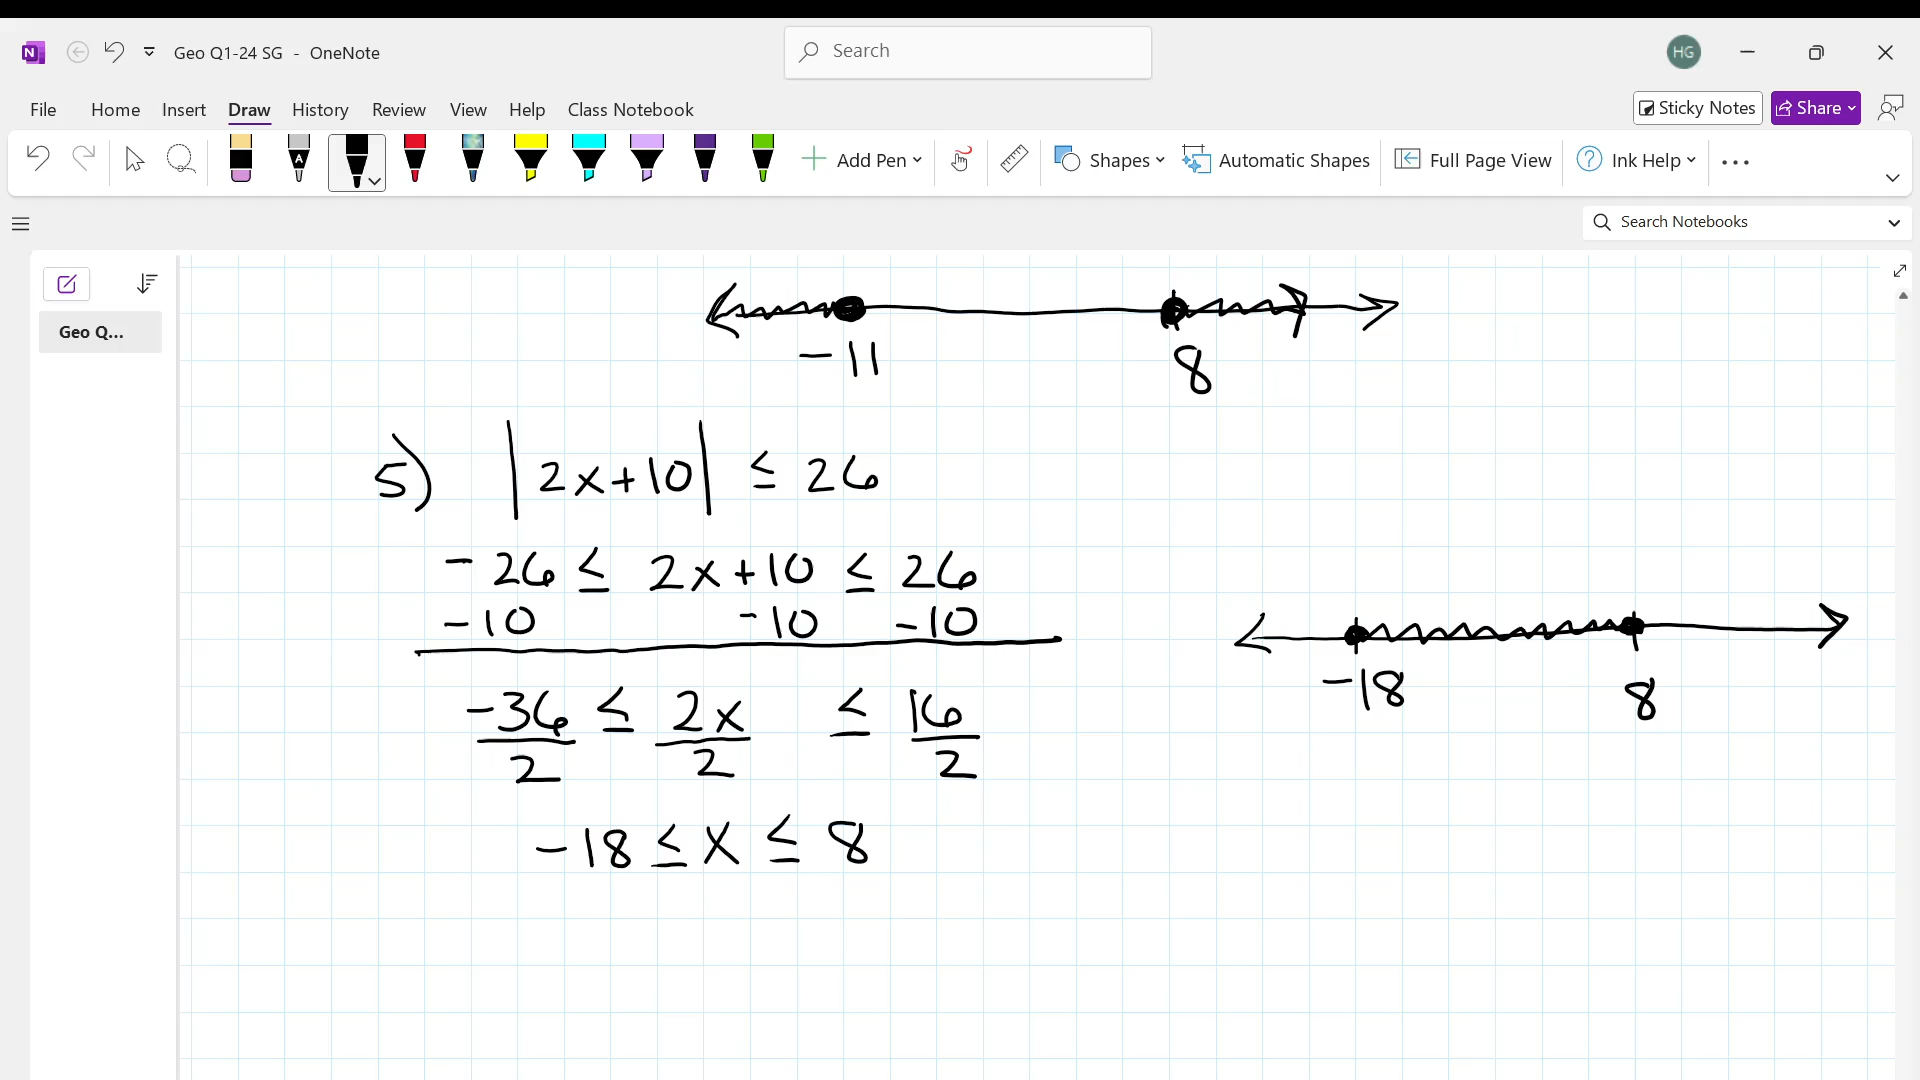 Geo Q1-24 SG - OneNote
Search
HG
File Home Insert Draw History Review View Help Class Notebook
Sticky Notes Share
A
Add Pen Shapes Automatic Shapes Full Page View Ink Help
Search Notebooks
Geo Q...
-11 8
5) |2x+10| ≤ 26
-26 ≤ 2x+10 ≤ 26
-10 -10 -10
-36 ≤ 2x ≤ 16
2 2 2
-18 ≤ x ≤ 8
-18 8